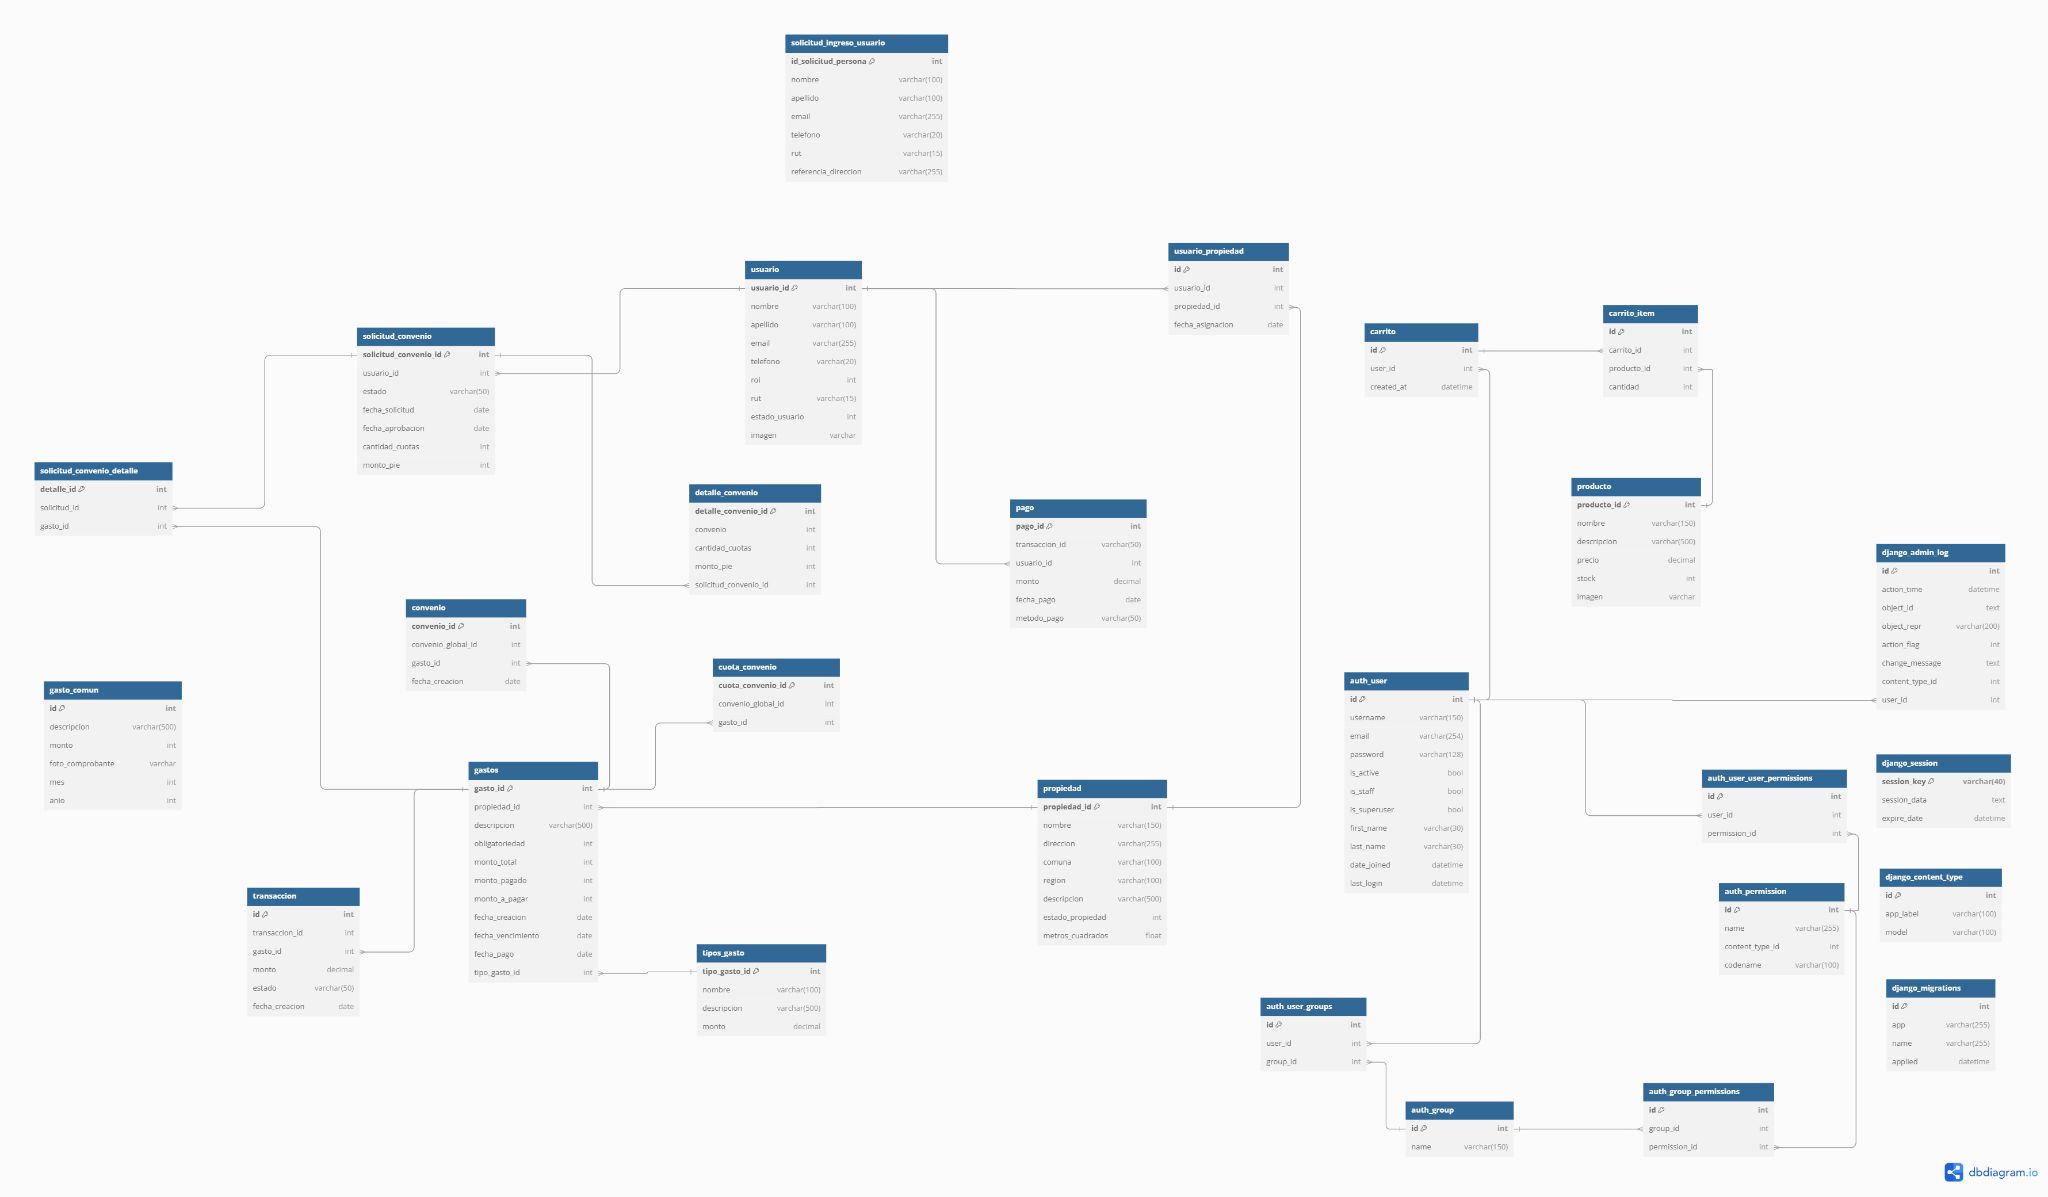 solicitud_ingreso_usuario
id_solicitud_persona int
nombre varchar(100)
apellido varchar(100)
email varchar(255)
telefono varchar(20)
rut varchar(15)
referencia_direccion varchar(255)
usuario_propiedad
id int
usuario_id int
propiedad_id int
fecha_asignacion date
usuario
usuario_id int
nombre varchar(100)
apellido varchar(100)
email varchar(255)
telefono varchar(20)
rol int
rut varchar(15)
estado_usuario int
imagen varchar
carrito_item
id int
carrito_id int
producto_id int
cantidad int
carrito
id int
user_id int
created_at datetime
solicitud_convenio
solicitud_convenio_id int
usuario_id int
estado varchar(50)
fecha_solicitud date
fecha_aprobacion date
cantidad_cuotas int
monto_pie int
solicitud_convenio_detalle
detalle_id int
solicitud_id int
gasto_id int
detalle_convenio
detalle_convenio_id int
convenio int
cantidad_cuotas int
monto_pie int
solicitud_convenio_id int
pago
pago_id int
transaccion_id varchar(50)
usuario_id int
monto decimal
fecha_pago date
metodo_pago varchar(50)
producto
producto_id int
nombre varchar(150)
descripcion varchar(500)
precio decimal
stock int
imagen varchar
django_admin_log
id int
action_time datetime
object_id text
object_repr varchar(200)
action_flag int
change_message text
content_type_id int
user_id int
convenio
convenio_id int
convenio_global_id int
gasto_id int
fecha_creacion date
cuota_convenio
cuota_convenio_id int
convenio_global_id int
gasto_id int
gasto_comun
id int
descripcion varchar(500)
monto int
foto_comprobante varchar
mes int
anio int
auth_user
id int
username varchar(150)
email varchar(254)
password varchar(128)
is_active bool
is_staff bool
is_superuser bool
first_name varchar(30)
last_name varchar(30)
date_joined datetime
last_login datetime
django_session
session_key varchar(40)
session_data text
expire_date datetime
gastos
gasto_id int
propiedad_id int
descripcion varchar(500)
obligatoriedad int
monto_total int
monto_pagado int
monto_a_pagar int
fecha_creacion date
fecha_vencimiento date
fecha_pago date
tipo_gasto_id int
propiedad
propiedad_id int
nombre varchar(150)
direccion varchar(255)
comuna varchar(100)
region varchar(100)
descripcion varchar(500)
estado_propiedad int
metros_cuadrados float
auth_user_user_permissions
id int
user_id int
permission_id int
django_content_type
id int
app_label varchar(100)
model varchar(100)
auth_permission
id int
name varchar(255)
content_type_id int
codename varchar(100)
transaccion
id int
transaccion_id int
gasto_id int
monto decimal
estado varchar(50)
fecha_creacion date
tipos_gasto
tipo_gasto_id int
nombre varchar(100)
descripcion varchar(500)
monto decimal
django_migrations
id int
app varchar(255)
name varchar(255)
applied datetime
auth_user_groups
id int
user_id int
group_id int
auth_group_permissions
id int
group_id int
permission_id int
auth_group
id int
name varchar(150)
dbdiagram.io